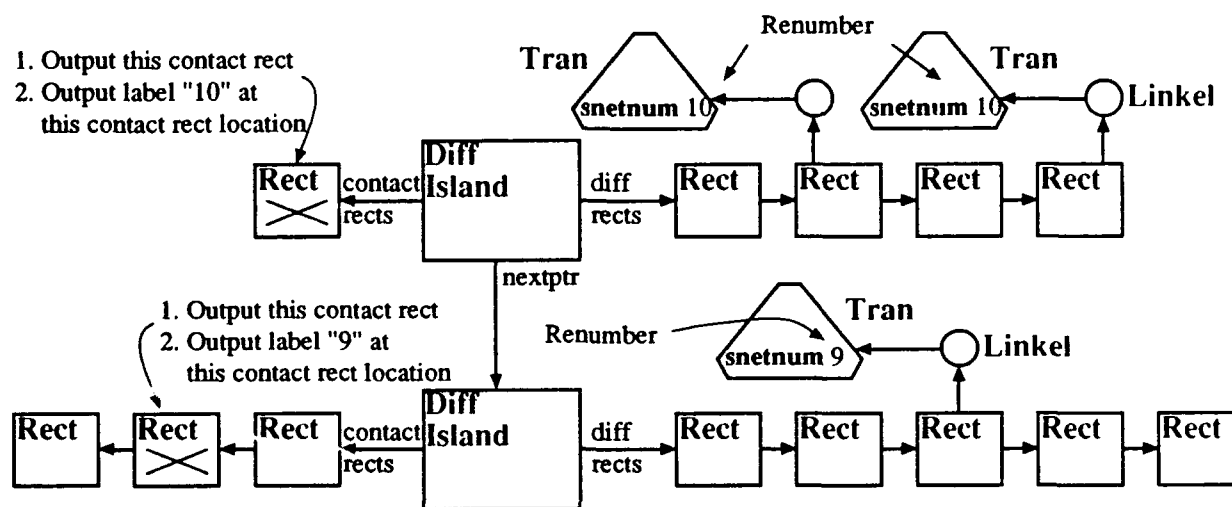 1. Output this contact rect
2. Output label "10" at
this contact rect location
Tran
Renumber
Tran
snetnum 10
snetnum 10
Linkel
Rect
contact
rects
Diff
Island
diff
rects
Rect
Rect
Rect
Rect
nextptr
1. Output this contact rect
2. Output label "9" at
this contact rect location
Renumber
Tran
snetnum 9
Linkel
Rect
Rect
Rect
contact
rects
Diff
Island
diff
rects
Rect
Rect
Rect
Rect
Rect